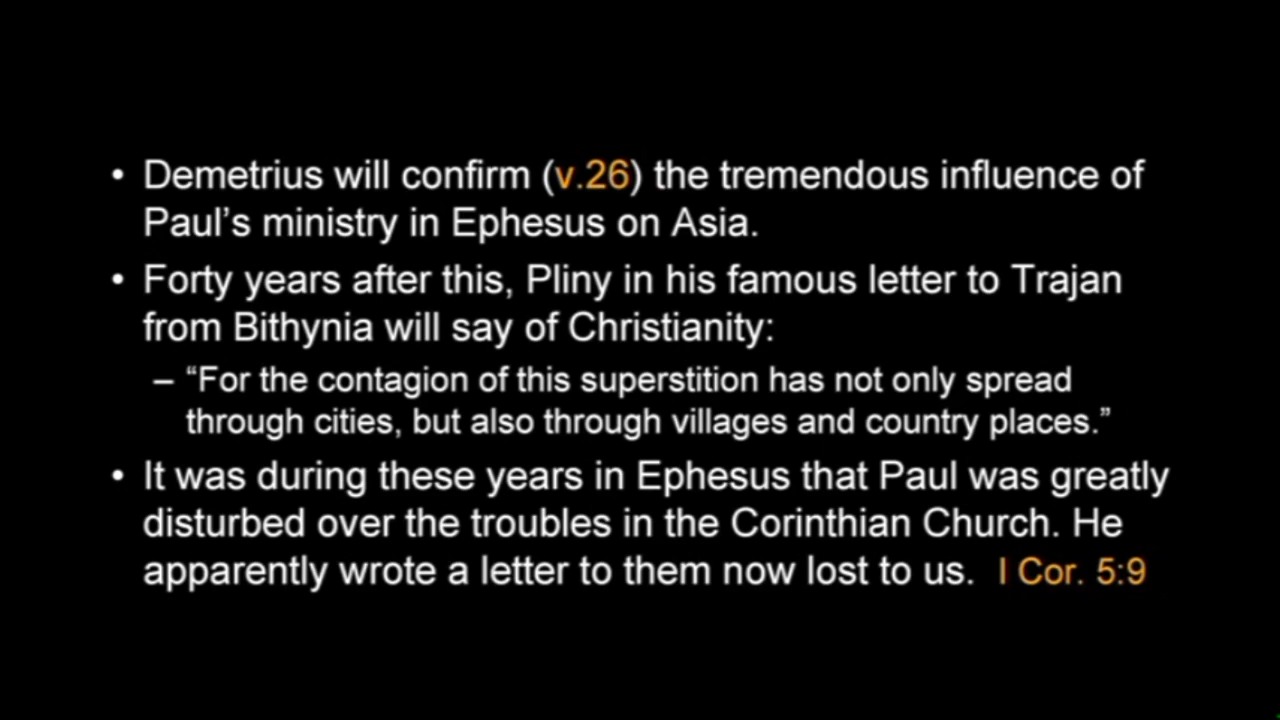 • Demetrius will confirm (v.26) the tremendous influence of
Paul’s ministry in Ephesus on Asia.
• Forty years after this, Pliny in his famous letter to Trajan
from Bithynia will say of Christianity:
– “For the contagion of this superstition has not only spread
through cities, but also through villages and country places.”
• It was during these years in Ephesus that Paul was greatly
disturbed over the troubles in the Corinthian Church. He
apparently wrote a letter to them now lost to us. I Cor. 5:9